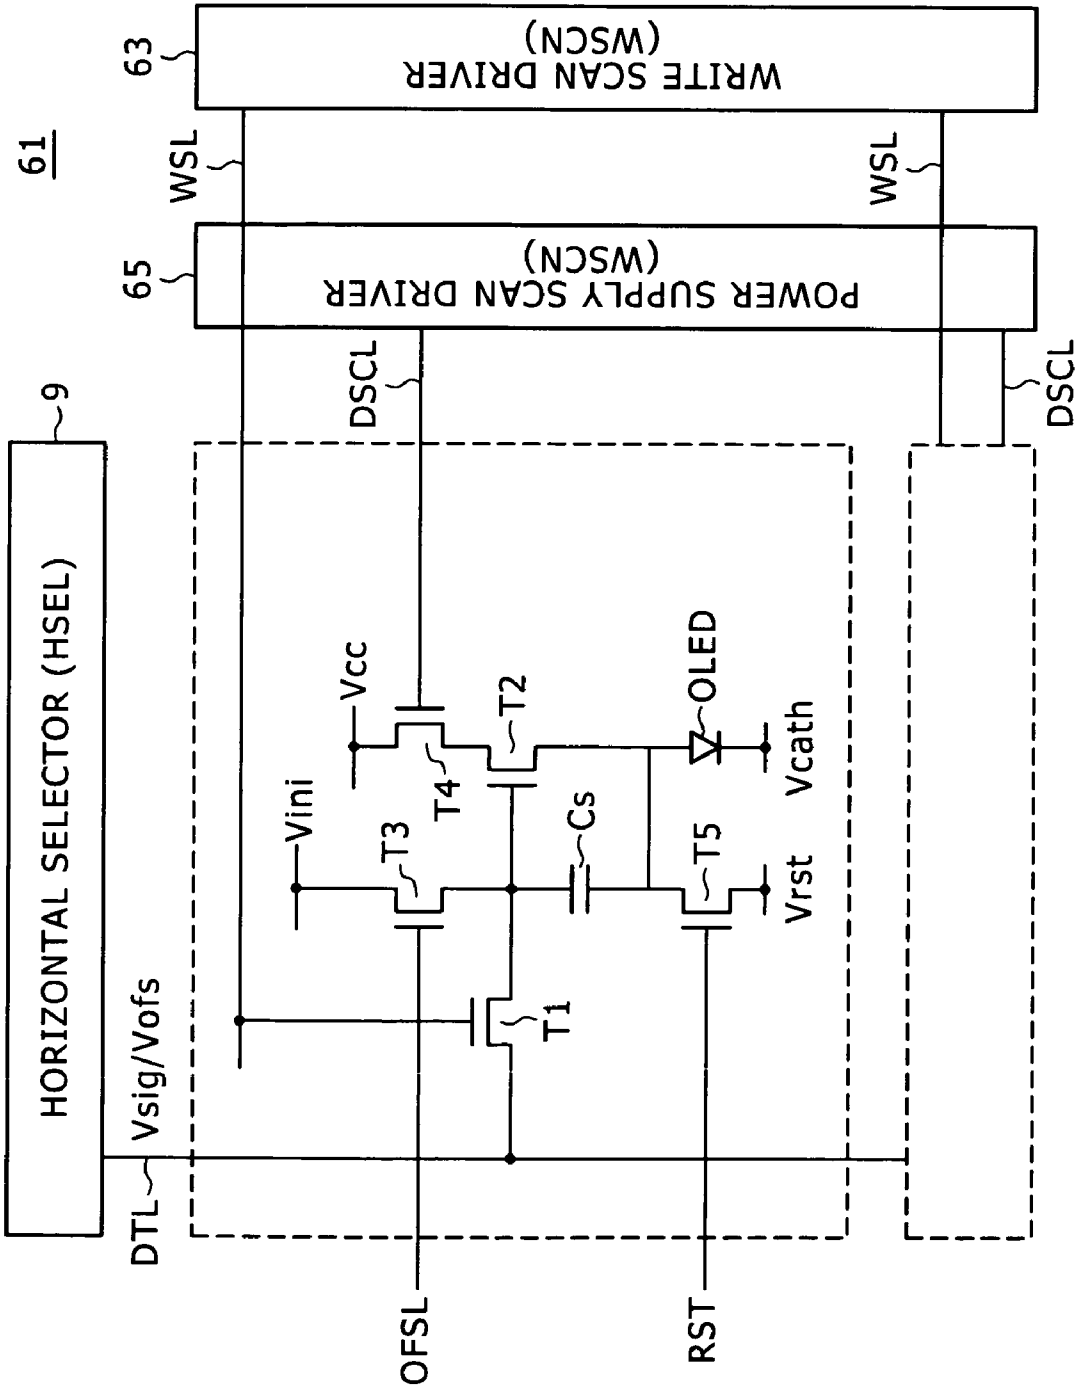 61
HORIZONTAL SELECTOR (HSEL)
9
DTL
Vsig/Vofs
WSL
63
WRITE SCAN DRIVER
(WSCN)
65
POWER SUPPLY SCAN DRIVER
(WSCN)
DSCL
Vini
Vcc
T3
T4
T2
T1
Cs
OLED
T5
Vrst
Vcath
OFSL
RST
WSL
DSCL